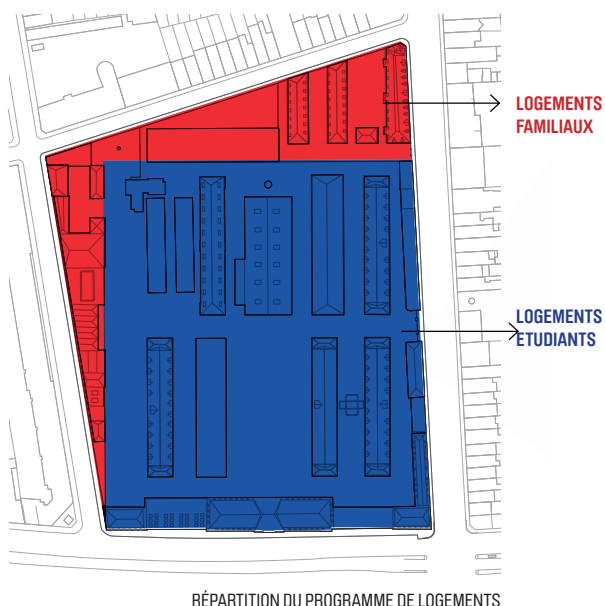 LOGEMENTS
FAMILIAUX
LOGEMENTS
ETUDIANTS
RÉPARTITION DU PROGRAMME DE LOGEMENTS